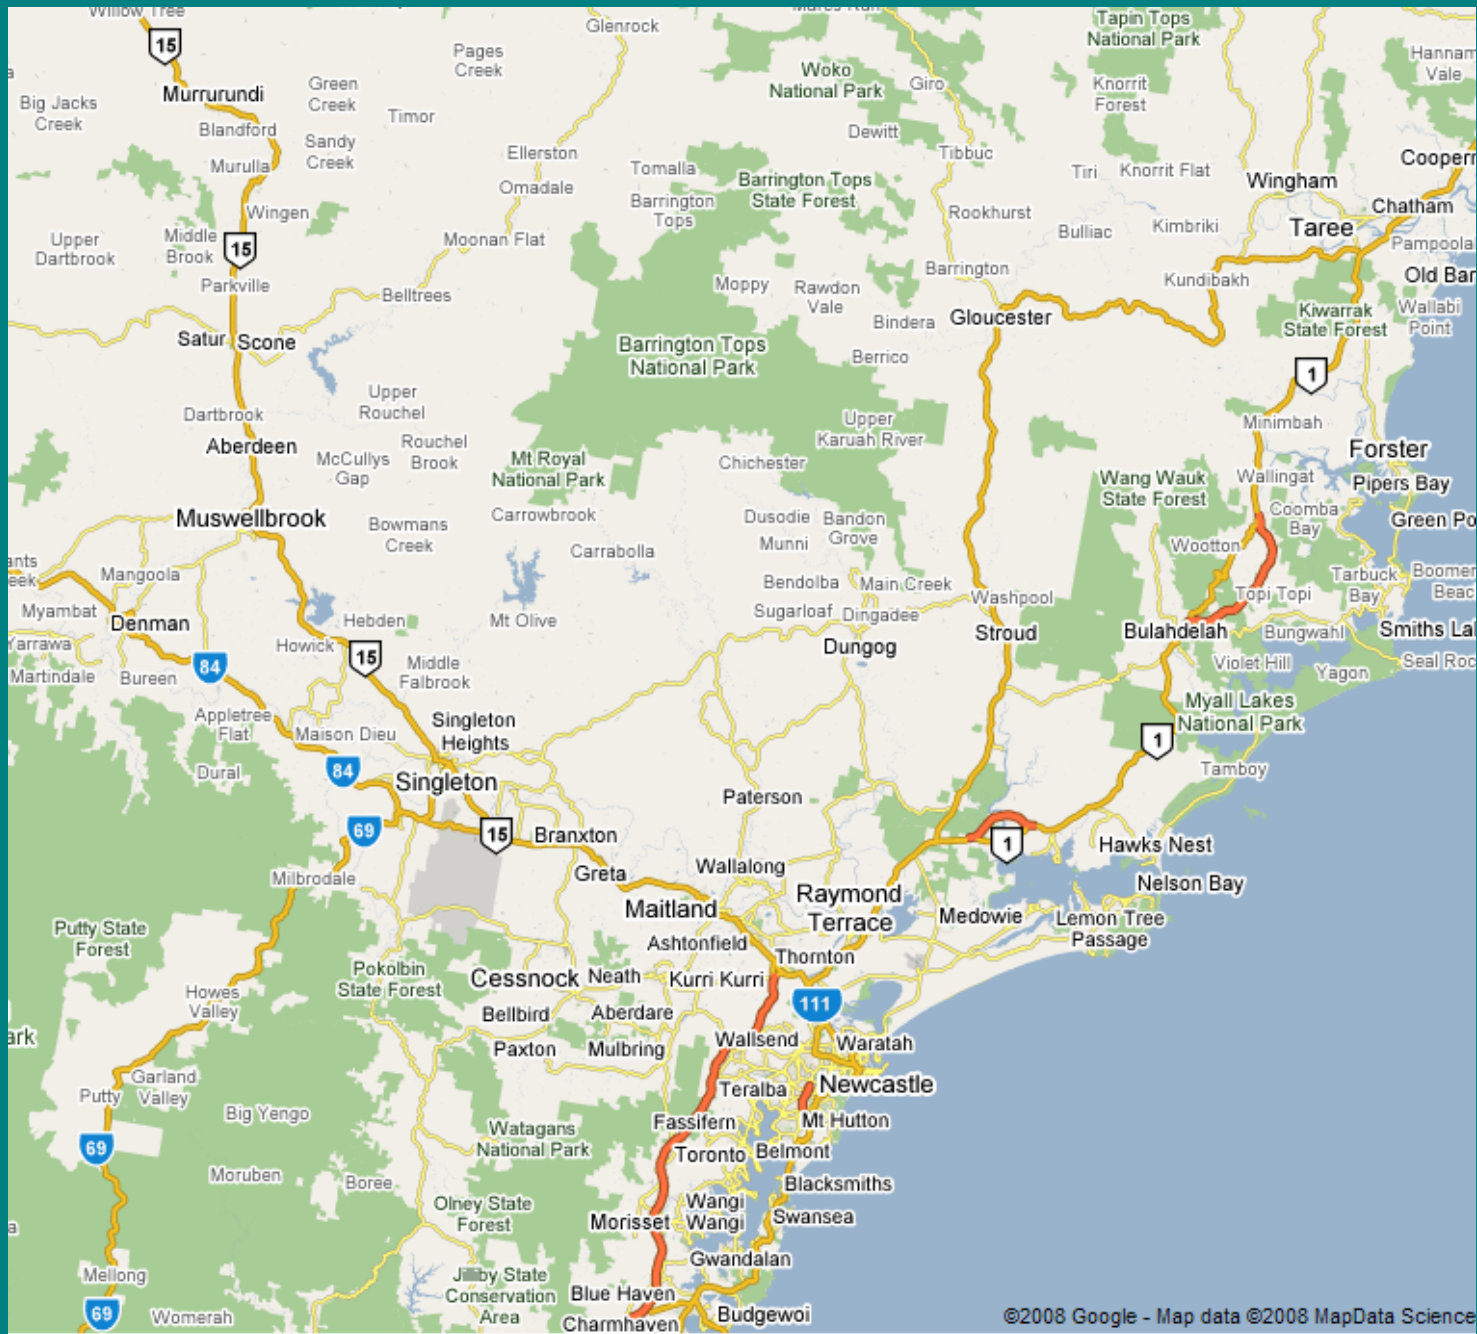 Willow Tree
15
Murrurundi
Big Jacks
Creek
Green
Creek
Pages
Creek
Glenrock
Timor
Blandford
Sandy
Creek
Murulla
Ellerston
Omadale
Wingen
Upper
Dartbrook
Middle
Brook
15
Moonan Flat
Parkville
Belltrees
Satur
Scone
Woko
National Park
Giro
Tapin Tops
National Park
Knorrit
Forest
Hannam
Vale
Dewitt
Tibbuc
Tomalla
Barrington
Tops
Barrington Tops
State Forest
Tiri
Knorrit Flat
Wingham
Chatham
Rookhurst
Bulliac
Kimbriki
Taree
Pampoola
Barrington
Kundibakh
Old Bar
Moppy
Rawdon
Vale
Bindera
Gloucester
Kiwarrak
State Forest
Wallabi
Point
Barrington Tops
National Park
Berrico
1
Upper
Rouchel
Dartbrook
Aberdeen
Rouchel
Brook
McCullys
Gap
Mt Royal
National Park
Upper
Karuah River
Chichester
Minimbah
Forster
Wang Wauk
State Forest
Wallingat
Pipers Bay
Muswellbrook
Carrowbrook
Bowmans
Creek
Carrabolla
Dusodie
Munni
Bandon
Grove
Coomba
Bay
Green Po
Wootton
Mangoola
Myambat
Denman
Hebden
Mt Olive
Bendolba
Main Creek
Sugarloaf
Dingadee
Washpool
Topi Topi
Tarbuck
Bay
Boomer
Beac
Yarrawa
Martindale
Bureen
84
Howick
15
Middle
Falbrook
Dungog
Stroud
Bulahdelah
Bungwahl
Smiths La
Violet Hill
Yagon
Seal Roc
Appletree
Flat
Maison Dieu
Singleton
Heights
Myall Lakes
National Park
1
Dural
84
Singleton
Tamboy
Paterson
69
15
Branxton
Greta
Wallalong
1
Hawks Nest
Milbrodale
Maitland
Raymond
Terrace
Nelson Bay
Medowie
Lemon Tree
Passage
Putty State
Forest
Ashtonfield
Thornton
Pokolbin
State Forest
Cessnock
Neath
Kurri Kurri
Howes
Valley
Bellbird
Aberdare
111
Paxton
Mulbring
Wallsend
Waratah
ark
Garland
Valley
Putty
Big Yengo
Teralba
Newcastle
Fassifern
Mt Hutton
69
Watagans
National Park
Toronto
Belmont
Moruben
Boree
Blacksmiths
Olney State
Forest
Wangi
Wangi
Swansea
Morisset
Gwandalan
Mellong
State
Conservation
Area
Blue Haven
69
Womerah
Charmhaven
Budgewoi
©2008 Google - Map data ©2008 MapData Science